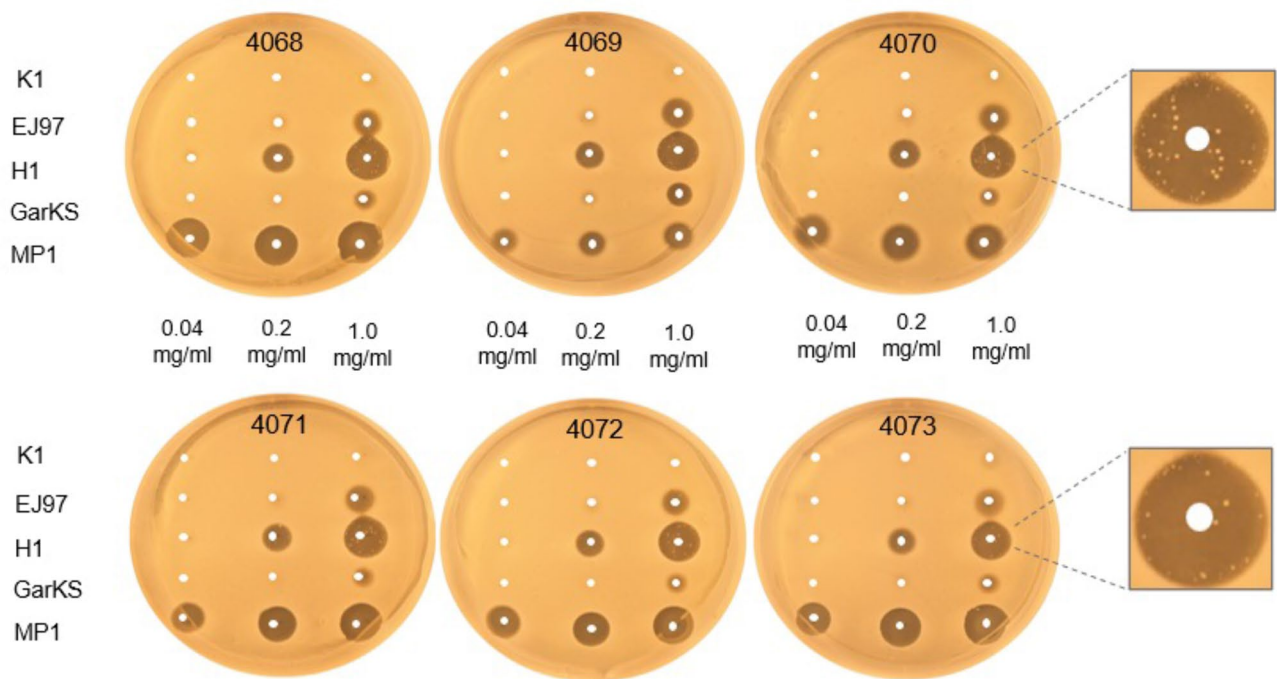 4068 4069 4070
K1
EJ97
H1
GarKS
MP1
0.04 0.2 1.0 0.04 0.2 1.0 0.04 0.2 1.0
mg/ml mg/ml mg/ml mg/ml mg/ml mg/ml mg/ml mg/ml mg/ml
4071 4072 4073
K1
EJ97
H1
GarKS
MP1